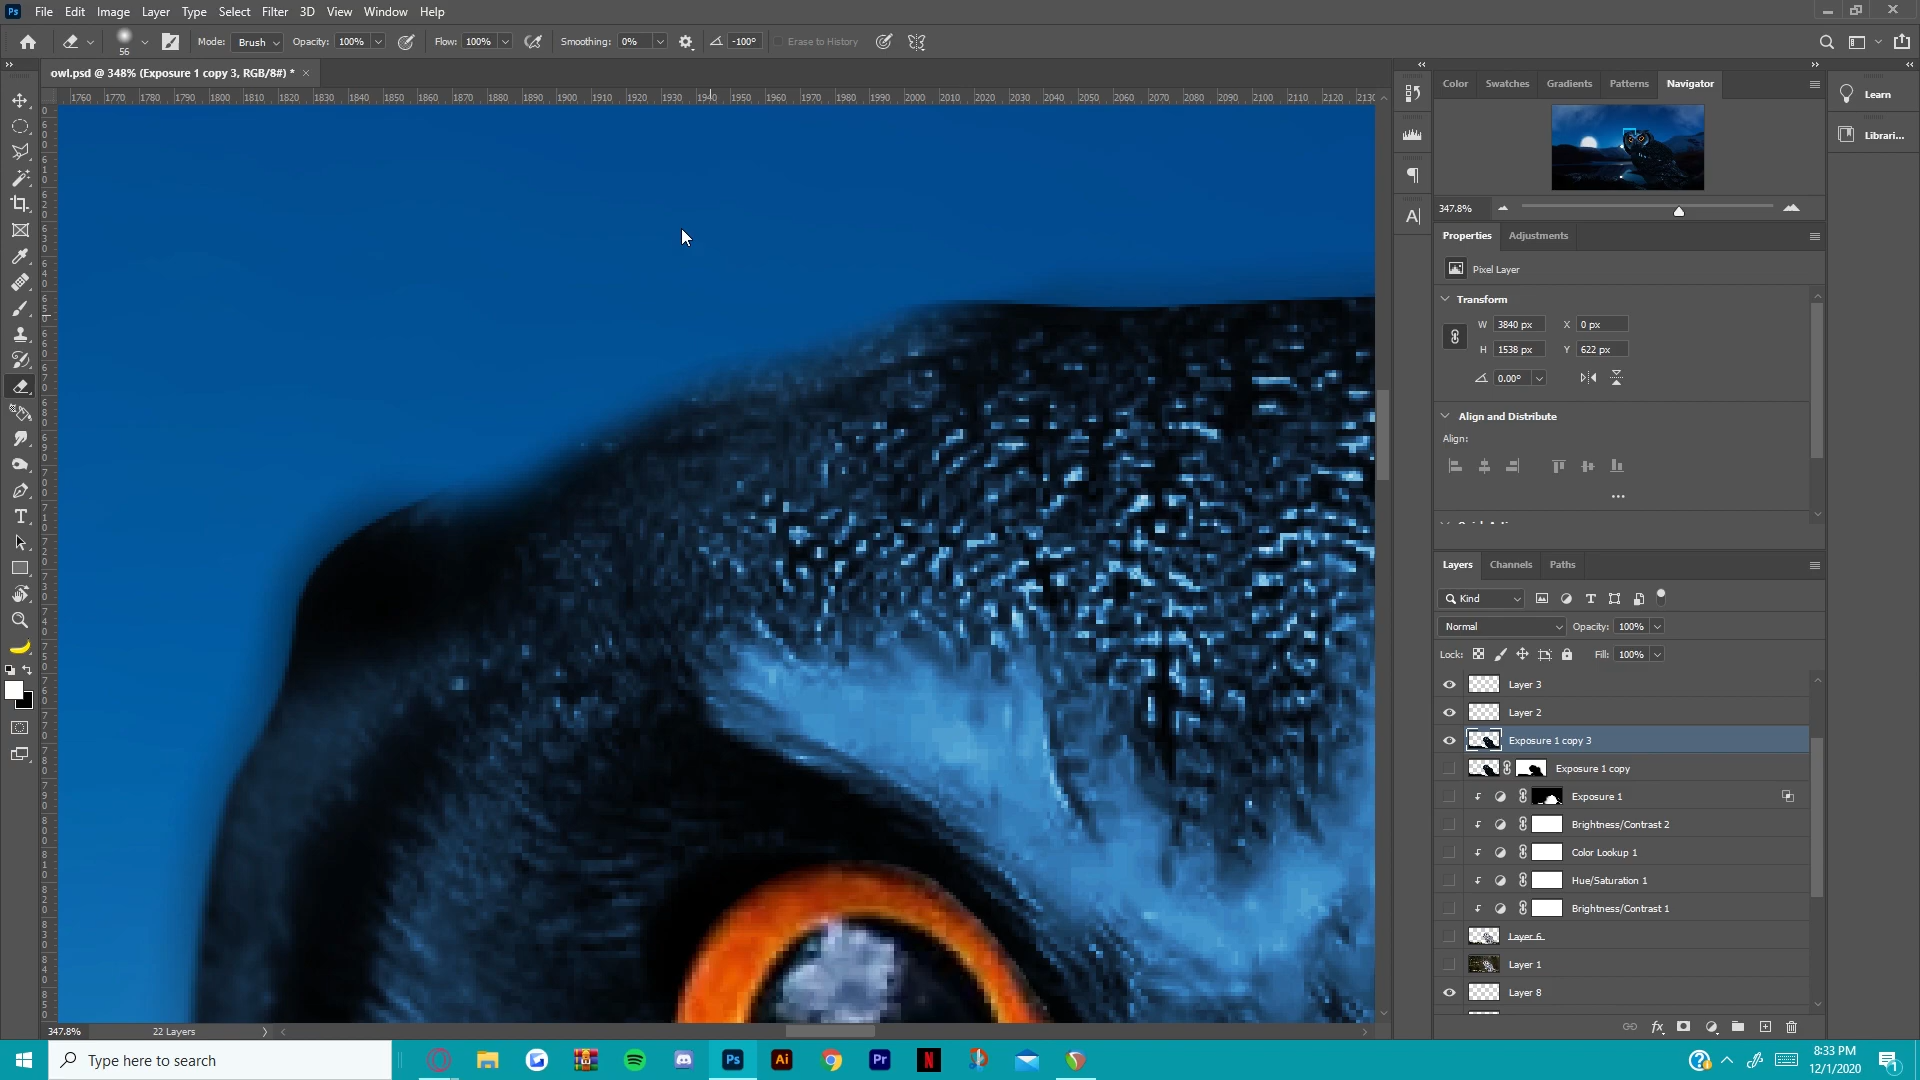 Ps File Edit Image Layer Type Select Filter 3D View Window Help
56 Mode: Brush Opacity: 100% Flow: 100% Smoothing: 0% -100° Erase to History
owl.psd @ 348% (Exposure 1 copy 3, RGB/8#) *
1760 1770 1780 1790 1800 1810 1820 1830 1840 1850 1860 1870 1880 1890 1900 1910 1920 1930 1940 1950 1960 1970 1980 1990 2000 2010 2020 2030 2040 2050 2060 2070 2080 2090 2100 2110 2120 2130
Color Swatches Gradients Patterns Navigator
Learn
Librari...
347.8%
Properties Adjustments
Pixel Layer
Transform
W 3840 px X 0 px
H 1538 px Y 622 px
0.00°
Align and Distribute
Align:
Layers Channels Paths
Kind
Normal Opacity: 100%
Lock: Fill: 100%
Layer 3
Layer 2
Exposure 1 copy 3
Exposure 1 copy
Exposure 1
Brightness/Contrast 2
Color Lookup 1
Hue/Saturation 1
Brightness/Contrast 1
Layer 6
Layer 1
Layer 8
fx
347.8% 22 Layers
Type here to search
Ps Ai Pr N
8:33 PM
12/1/2020
1